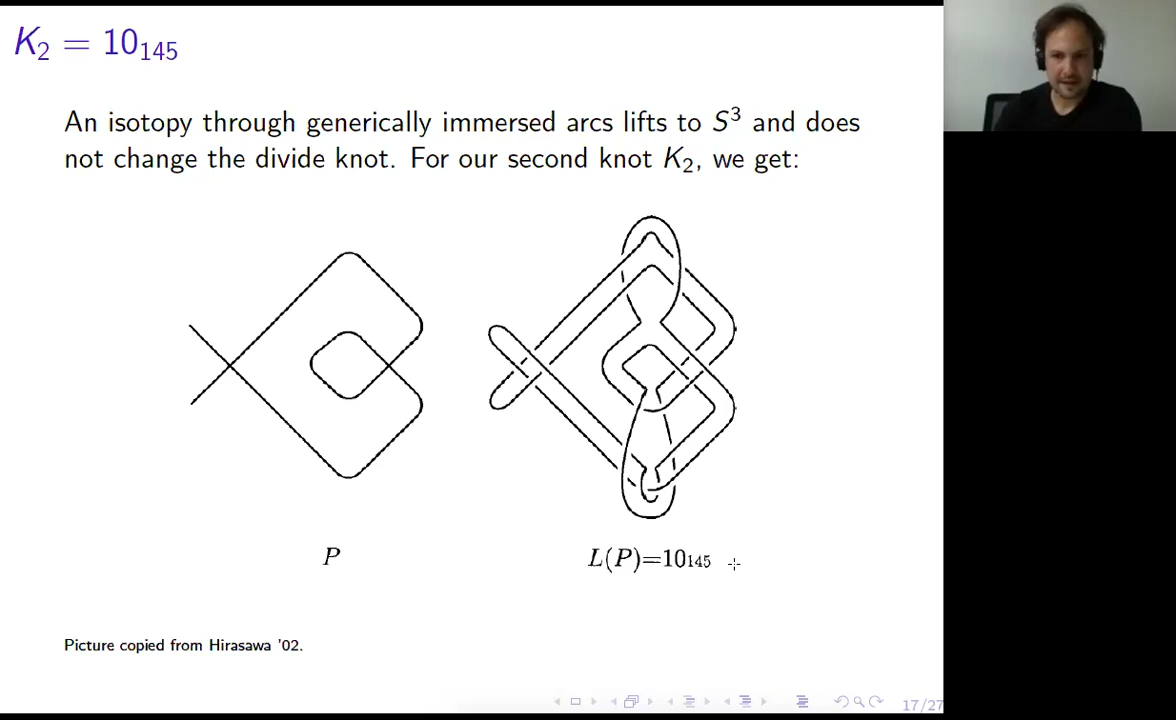 K₂ = 10₁₄₅
An isotopy through generically immersed arcs lifts to S³ and does
not change the divide knot. For our second knot K₂, we get:
P
L(P)=10145
Picture copied from Hirasawa '02.
17/27